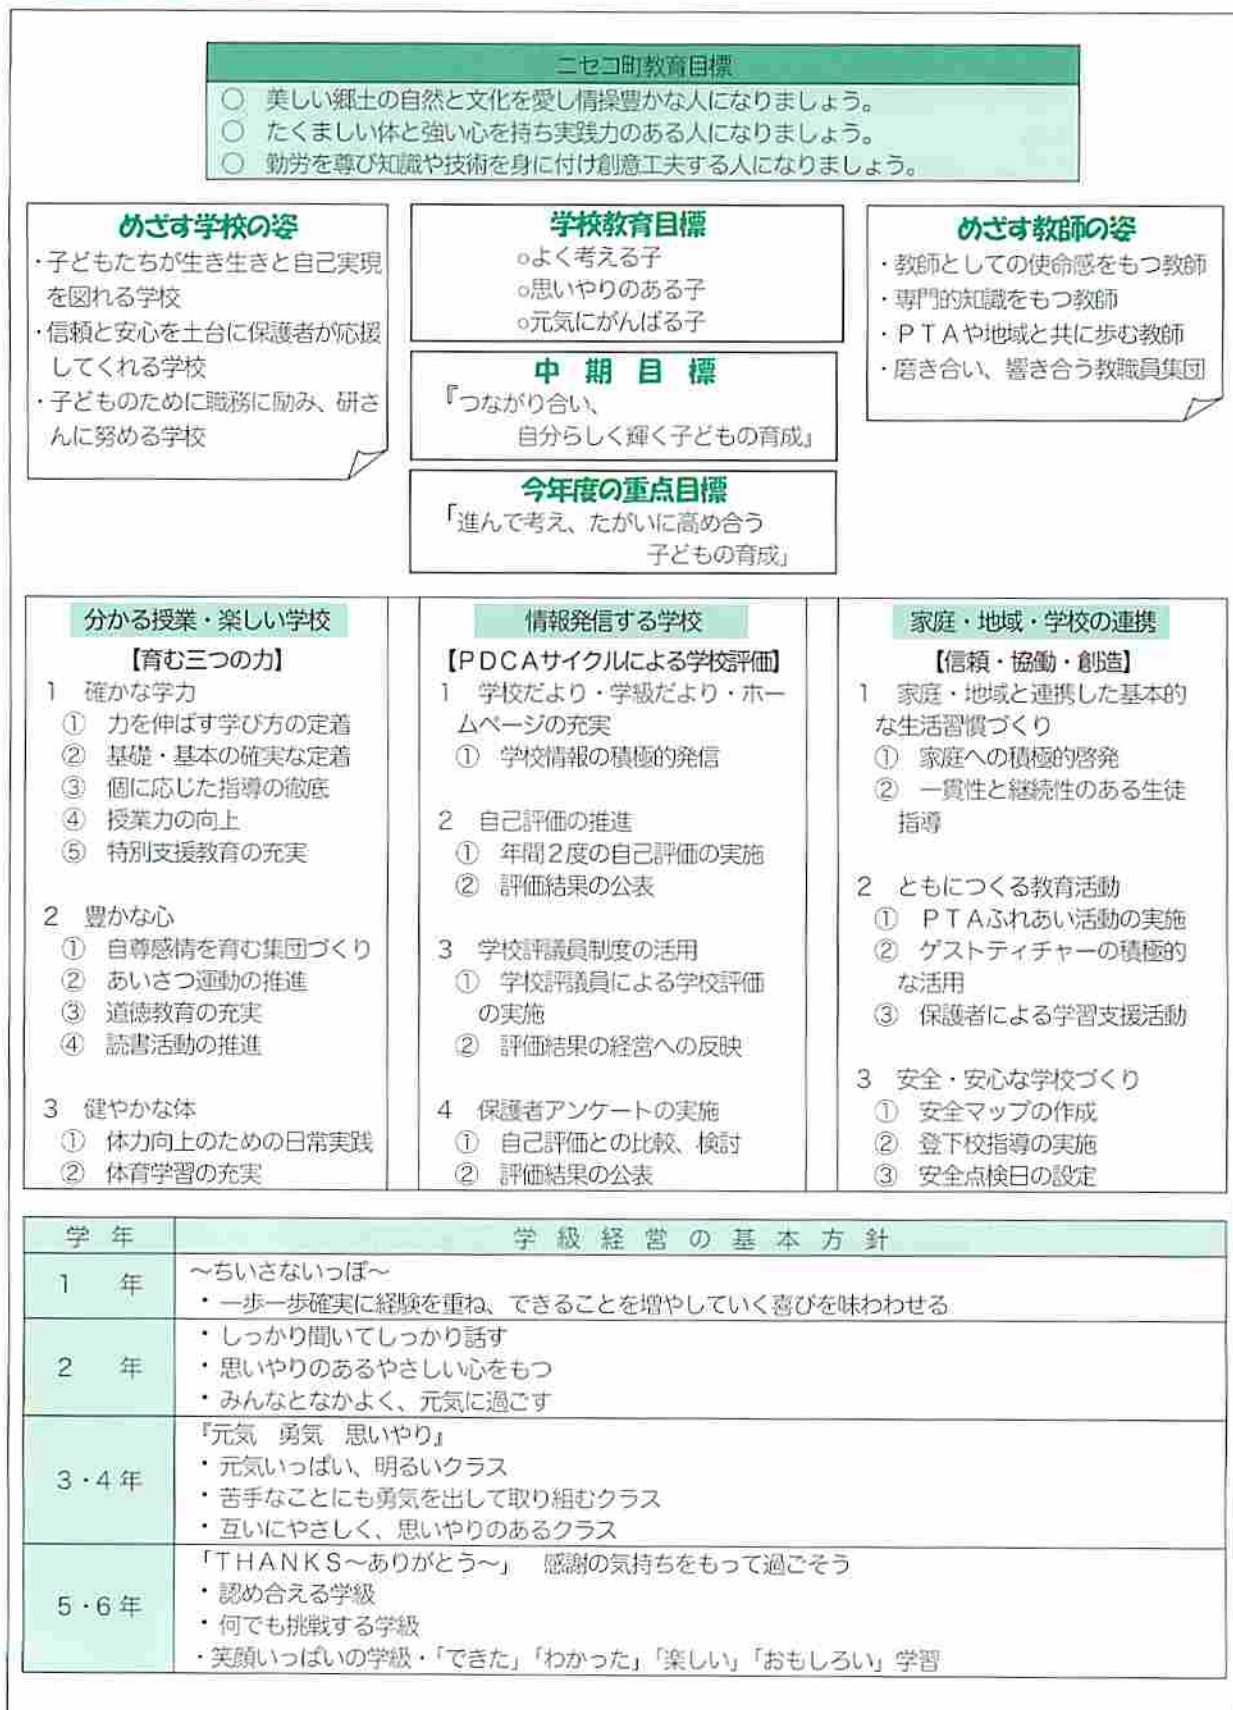 ニセコ町教育目標
○　美しい郷土の自然と文化を愛し情操豊かな人になりましょう。
○　たくましい体と強い心を持ち実践力のある人になりましょう。
○　勤労を尊び知識や技術を身に付け創意工夫する人になりましょう。
めざす学校の姿
・子どもたちが生き生きと自己実現
を図れる学校
・信頼と安心を土台に保護者が応援
してくれる学校
・子どものために職務に励み、研さ
んに努める学校
学校教育目標
○よく考える子
○思いやりのある子
○元気にがんばる子
中　期　目　標
『つながり合い、
自分らしく輝く子どもの育成』
今年度の重点目標
「進んで考え、たがいに高め合う
子どもの育成」
めざす教師の姿
・教師としての使命感をもつ教師
・専門的知識をもつ教師
・ＰＴＡや地域と共に歩む教師
・磨き合い、響き合う教職員集団
分かる授業・楽しい学校
【育む三つの力】
１　確かな学力
①　力を伸ばす学び方の定着
②　基礎・基本の確実な定着
③　個に応じた指導の徹底
④　授業力の向上
⑤　特別支援教育の充実
２　豊かな心
①　自尊感情を育む集団づくり
②　あいさつ運動の推進
③　道徳教育の充実
④　読書活動の推進
３　健やかな体
①　体力向上のための日常実践
②　体育学習の充実
情報発信する学校
【ＰＤＣＡサイクルによる学校評価】
１　学校だより・学級だより・ホー
ムページの充実
①　学校情報の積極的発信
２　自己評価の推進
①　年間２度の自己評価の実施
②　評価結果の公表
３　学校評議員制度の活用
①　学校評議員による学校評価
の実施
②　評価結果の経営への反映
４　保護者アンケートの実施
①　自己評価との比較、検討
②　評価結果の公表
家庭・地域・学校の連携
【信頼・協働・創造】
１　家庭・地域と連携した基本的
な生活習慣づくり
①　家庭への積極的啓発
②　一貫性と継続性のある生徒
指導
２　ともにつくる教育活動
①　ＰＴＡふれあい活動の実施
②　ゲストティチャーの積極的
な活用
③　保護者による学習支援活動
３　安全・安心な学校づくり
①　安全マップの作成
②　登下校指導の実施
③　安全点検日の設定
学　年　学　級　経　営　の　基　本　方　針
１　年
～ちいさないっぽ～
・一歩一歩確実に経験を重ね、できることを増やしていく喜びを味わわせる
２　年
・しっかり聞いてしっかり話す
・思いやりのあるやさしい心をもつ
・みんなとなかよく、元気に過ごす
３・４年
『元気　勇気　思いやり』
・元気いっぱい、明るいクラス
・苦手なことにも勇気を出して取り組むクラス
・互いにやさしく、思いやりのあるクラス
５・６年
「ＴＨＡＮＫＳ～ありがとう～」　感謝の気持ちをもって過ごそう
・認め合える学級
・何でも挑戦する学級
・笑顔いっぱいの学級・「できた」「わかった」「楽しい」「おもしろい」学習